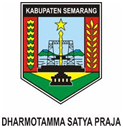 KABUPATEN SEMARANG
DHARMOTAMMA SATYA PRAJA